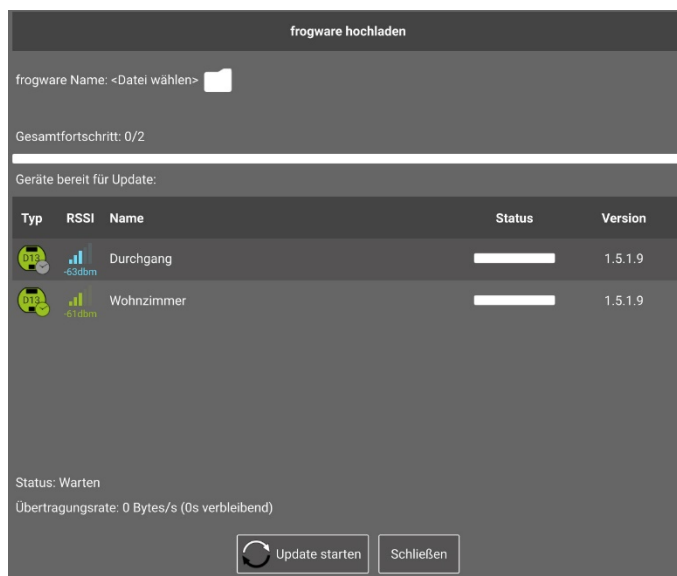 frogware hochladen
frogware Name: <Datei wählen>
Gesamtfortschritt: 0/2
Geräte bereit für Update:
Typ RSSI Name Status Version
D13 -63dbm Durchgang 1.5.1.9
D13 -61dbm Wohnzimmer 1.5.1.9
Status: Warten
Übertragungsrate: 0 Bytes/s (0s verbleibend)
Update starten Schließen